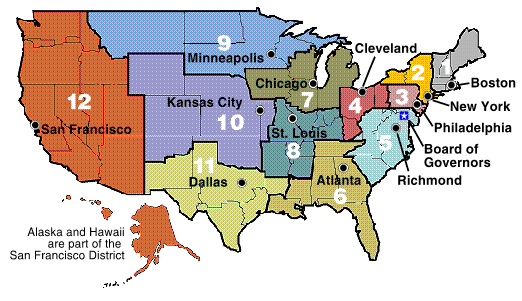 Cleveland
9
Minneapolis
2
1
Chicago
Boston
7
12
Kansas City
4
3
New York
San Francisco
10
St. Louis
Philadelphia
5
Board of
Governors
8
11
Dallas
Atlanta
Richmond
6
Alaska and Hawaii
are part of the
San Francisco District